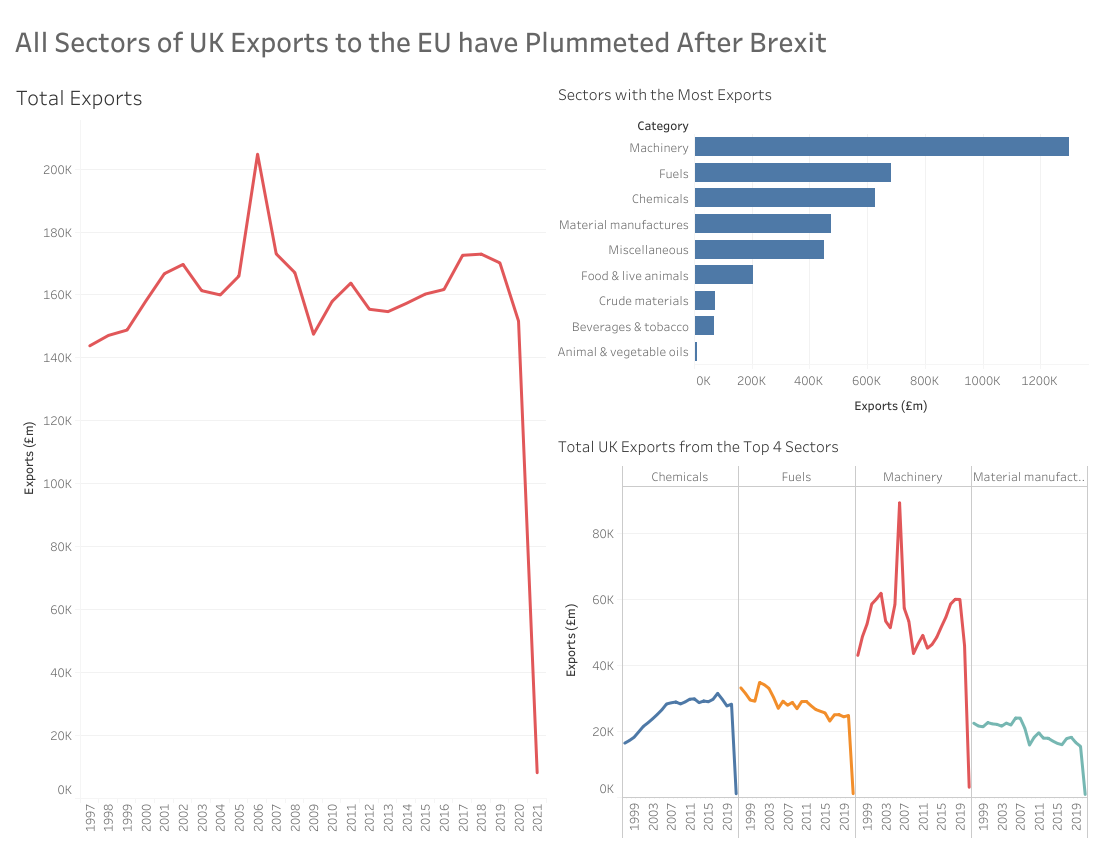 All Sectors of UK Exports to the EU have Plummeted After Brexit
Total Exports
200K
180K
160K
140K
120K
100K
80K
60K
40K
20K
0K
Exports (£m)
1997
1998
1999
2000
2001
2002
2003
2004
2005
2006
2007
2008
2009
2010
2011
2012
2013
2014
2015
2016
2017
2018
2019
2020
2021
Sectors with the Most Exports
Category
Machinery
Fuels
Chemicals
Material manufactures
Miscellaneous
Food & live animals
Crude materials
Beverages & tobacco
Animal & vegetable oils
0K 200K 400K 600K 800K 1000K 1200K
Exports (£m)
Total UK Exports from the Top 4 Sectors
Chemicals Fuels Machinery Material manufact..
80K
60K
40K
20K
0K
Exports (£m)
1999
2003
2007
2011
2015
2019
1999
2003
2007
2011
2015
2019
1999
2003
2007
2011
2015
2019
1999
2003
2007
2011
2015
2019